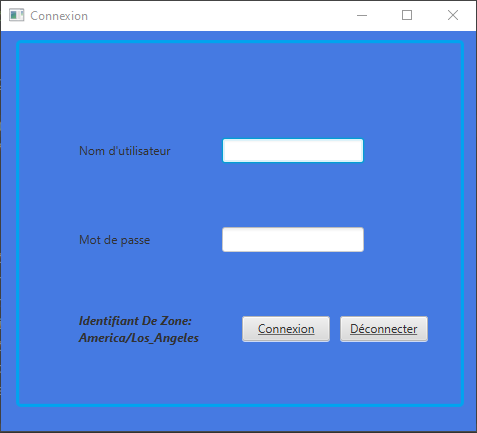 Connexion
Nom d'utilisateur
Mot de passe
Identifiant De Zone:
America/Los_Angeles
Connexion Déconnecter